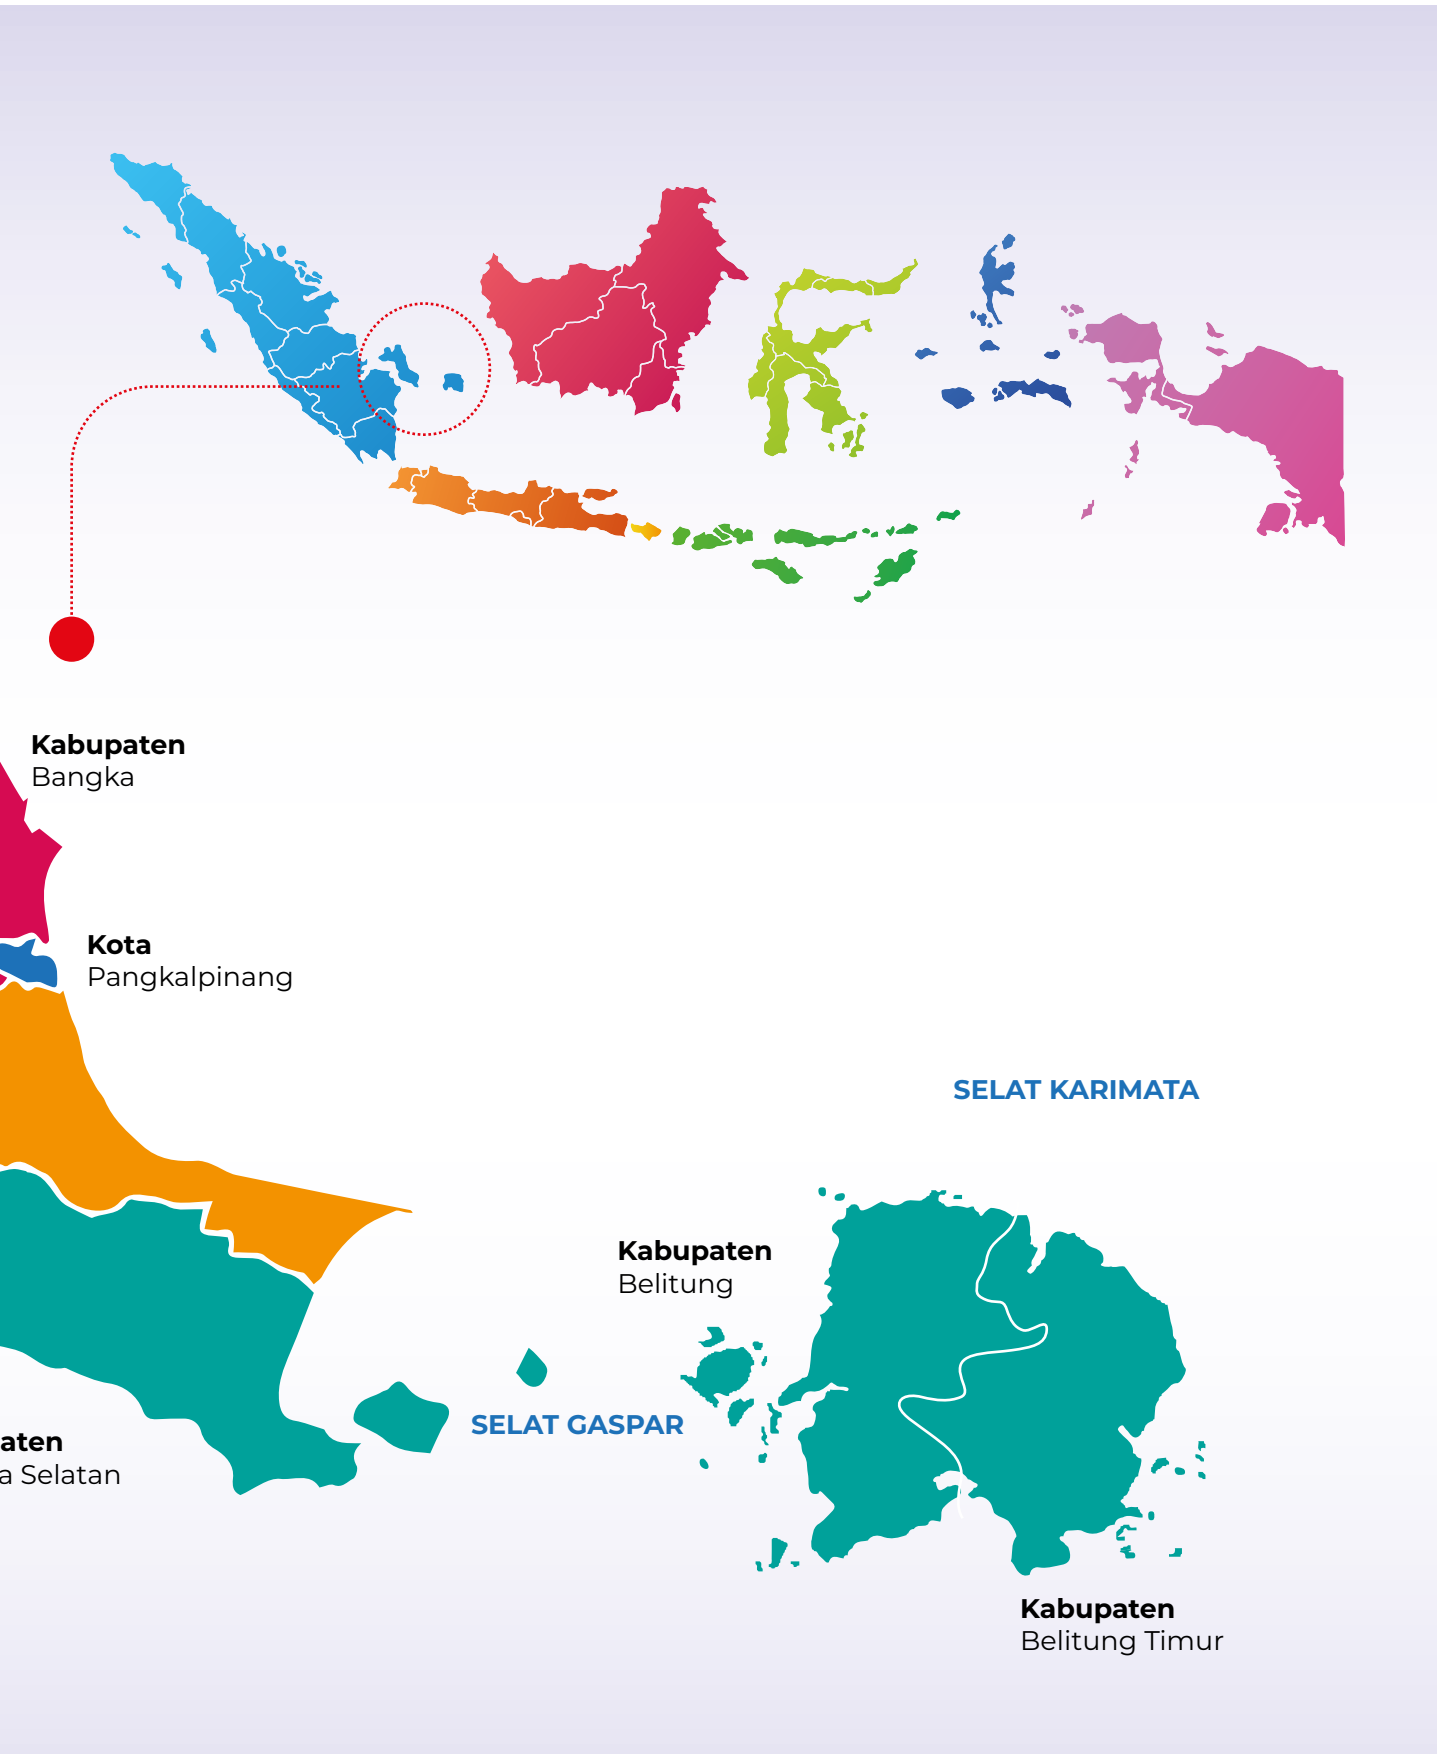 Kabupaten
Bangka
Kota
Pangkalpinang
SELAT KARIMATA
Kabupaten
Belitung
SELAT GASPAR
aten
a Selatan
Kabupaten
Belitung Timur